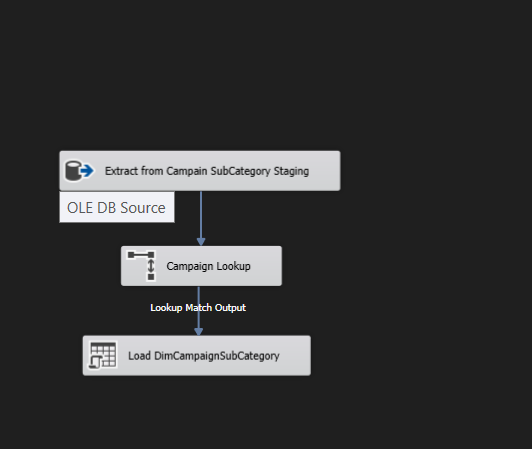 Extract from Campain SubCategory Staging
OLE DB Source
Campaign Lookup
Lookup Match Output
Load DimCampaignSubCategory